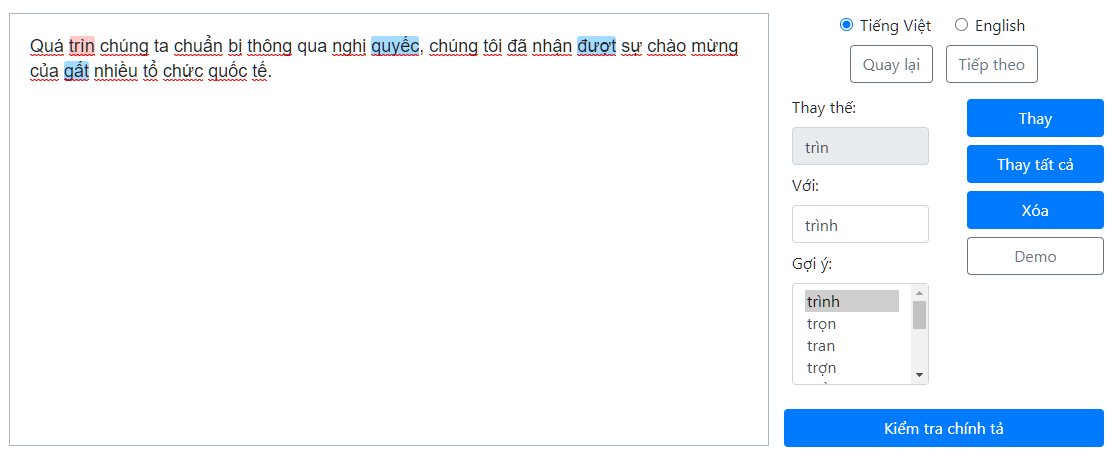 Quá trìn chúng ta chuẩn bị thông qua nghi quyếc, chúng tôi đã nhân đượt sự chào mừng
của gất nhiều tổ chức quốc tế.
Tiếng Việt
English
Quay lại
Tiếp theo
Thay thế:
trìn
Với:
trình
Gợi ý:
trình
trọn
tran
trợn
Thay
Thay tất cả
Xóa
Demo
Kiểm tra chính tả